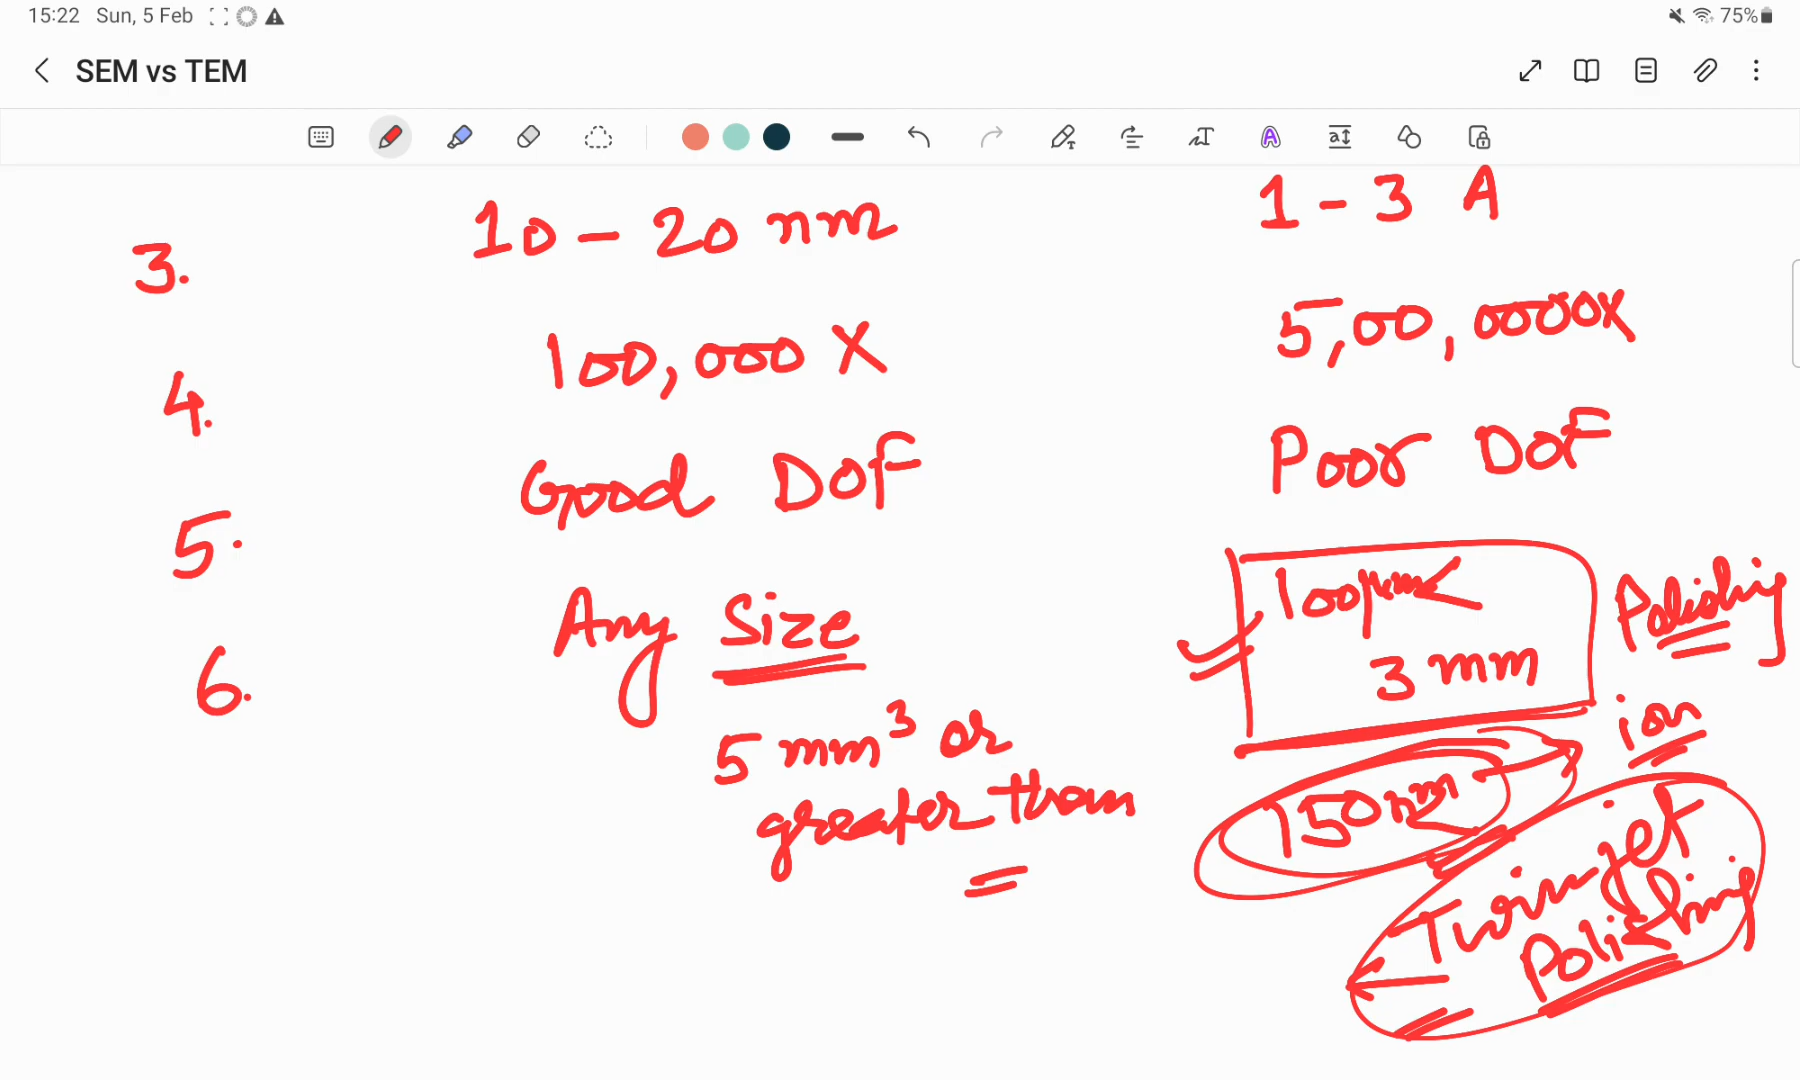 15:22 Sun, 5 Feb 75%
SEM vs TEM
3. 10 - 20 nm 1 - 3 A
4. 100,000 X 5,00,0000X
5. Good DOF Poor DOF
6. Any Size 100μm
3 mm
Polishing
ion
5 mm³ or
greater than
150nm
Twinjet
Polishing